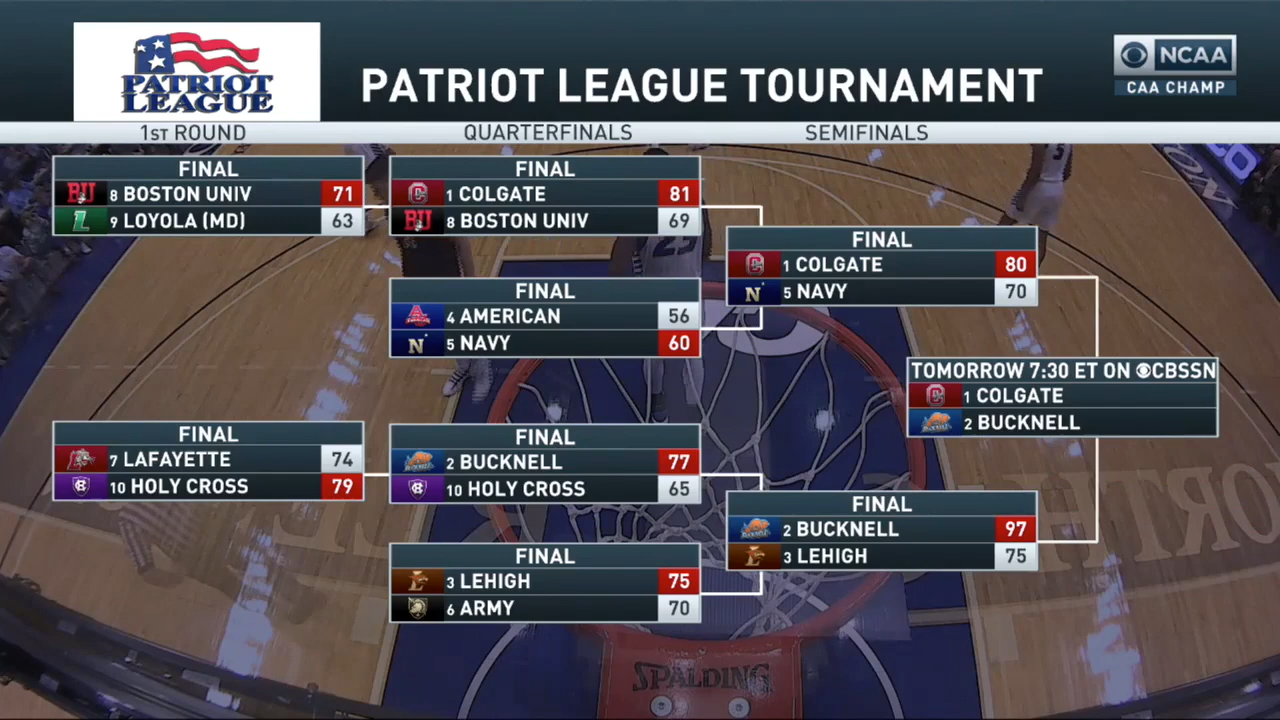 PATRIOT LEAGUE
PATRIOT LEAGUE TOURNAMENT
NCAA
CAA CHAMP
1ST ROUND
QUARTERFINALS
SEMIFINALS
FINAL
8 BOSTON UNIV 71
9 LOYOLA (MD) 63
FINAL
7 LAFAYETTE 74
10 HOLY CROSS 79
FINAL
1 COLGATE 81
8 BOSTON UNIV 69
FINAL
4 AMERICAN 56
5 NAVY 60
FINAL
2 BUCKNELL 77
10 HOLY CROSS 65
FINAL
3 LEHIGH 75
6 ARMY 70
FINAL
1 COLGATE 80
5 NAVY 70
FINAL
2 BUCKNELL 97
3 LEHIGH 75
TOMORROW 7:30 ET ON CBSSN
1 COLGATE
2 BUCKNELL
SPALDING